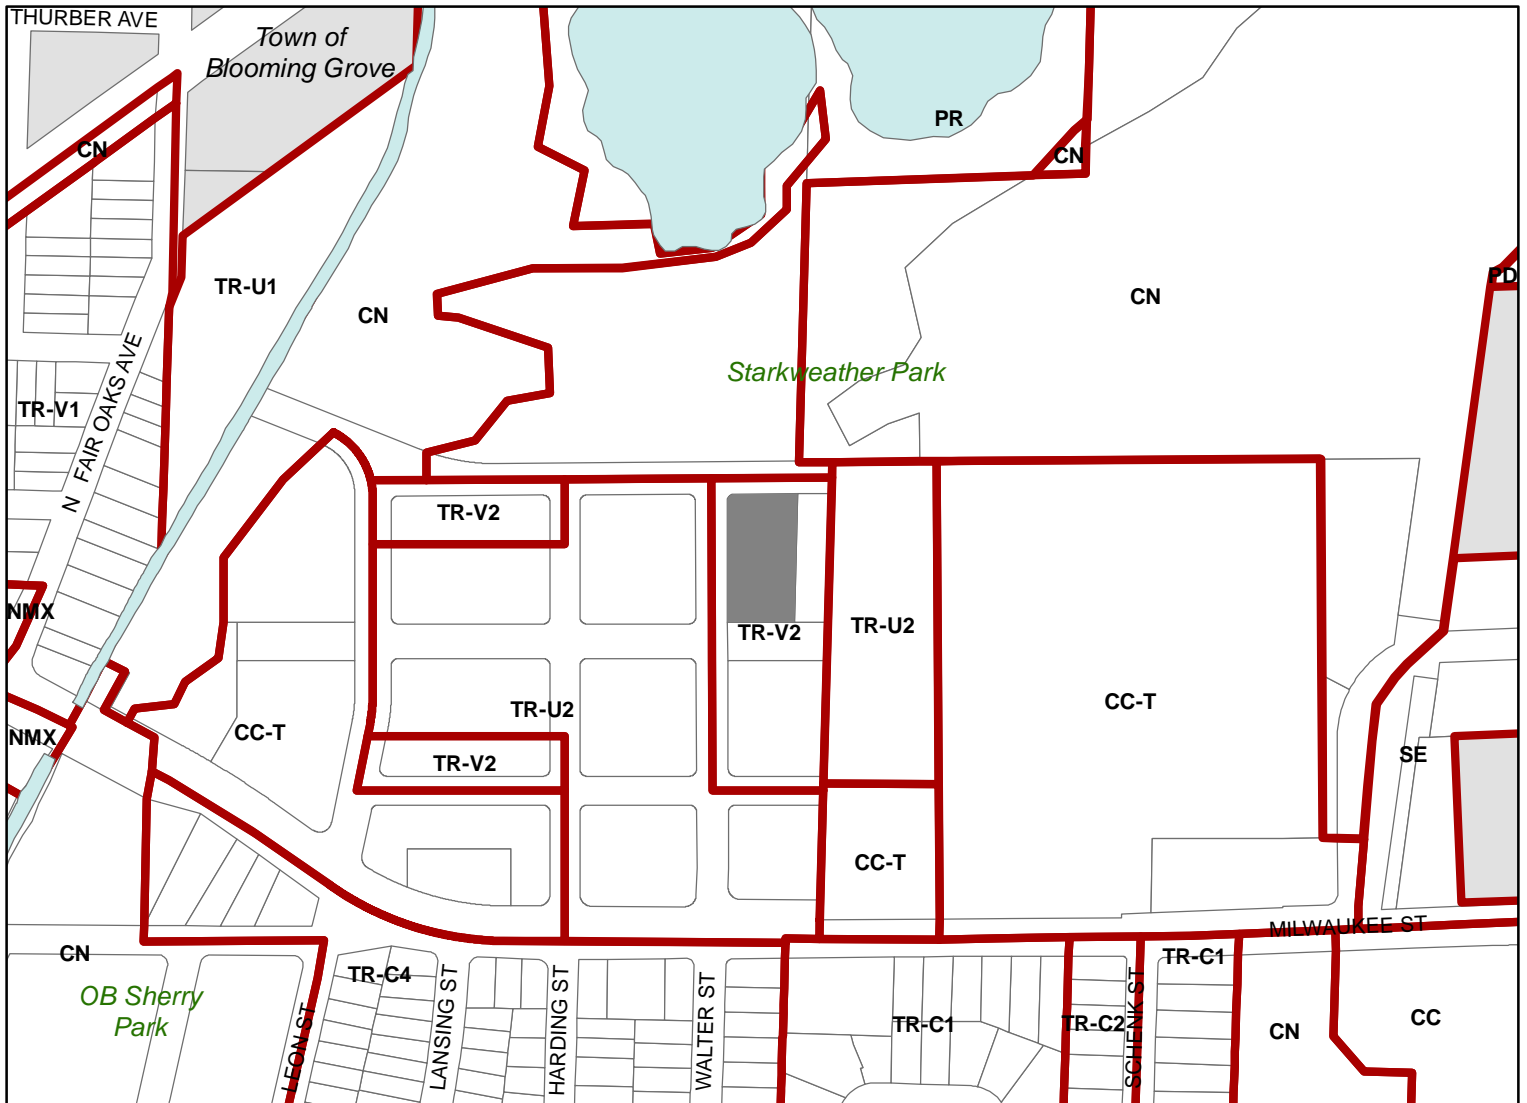 THURBER AVE
Town of
Blooming Grove
PR
CN
CN
TR-U1
CN
CN
PD
Starkweather Park
N FAIR OAKS AVE
TR-V1
TR-V2
NMX
TR-V2
TR-U2
CC-T
TR-U2
CC-T
NMX
TR-V2
SE
CC-T
MILWAUKEE ST
CN
TR-C4
TR-C1
OB Sherry
Park
LEON ST
LANSING ST
HARDING ST
WALTER ST
TR-C1
TR-C2
SCHENK ST
CN
CC